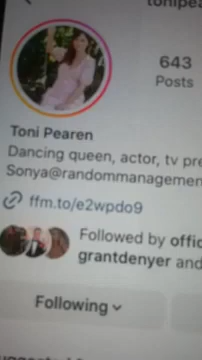 tonipea
643
Posts
Toni Pearen
Dancing queen, actor, tv pre
Sonya@randommanagemen
ffm.to/e2wpdo9
Followed by offic
grantdenyer and
Following